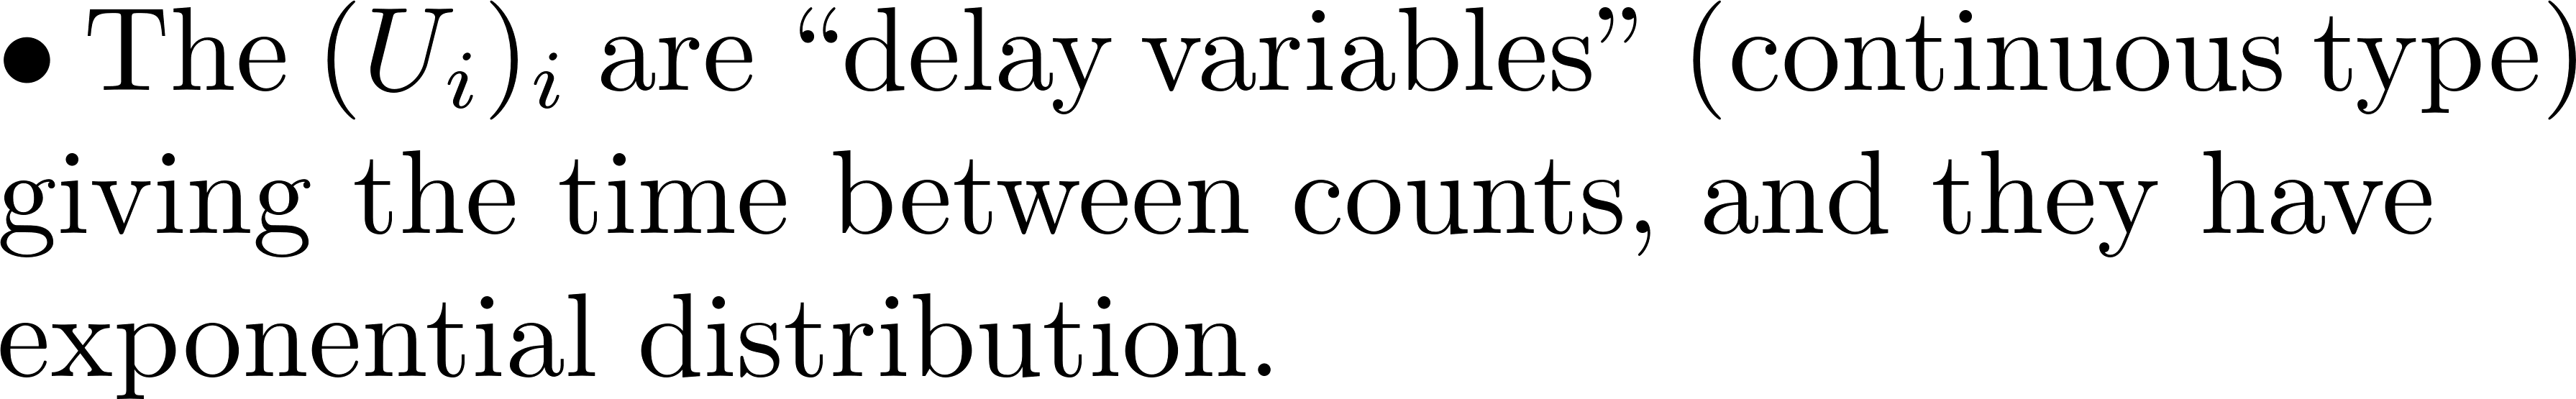 • The $(U_i)_i$ are “delay variables” (continuous type)
giving the time between counts, and they have
exponential distribution.